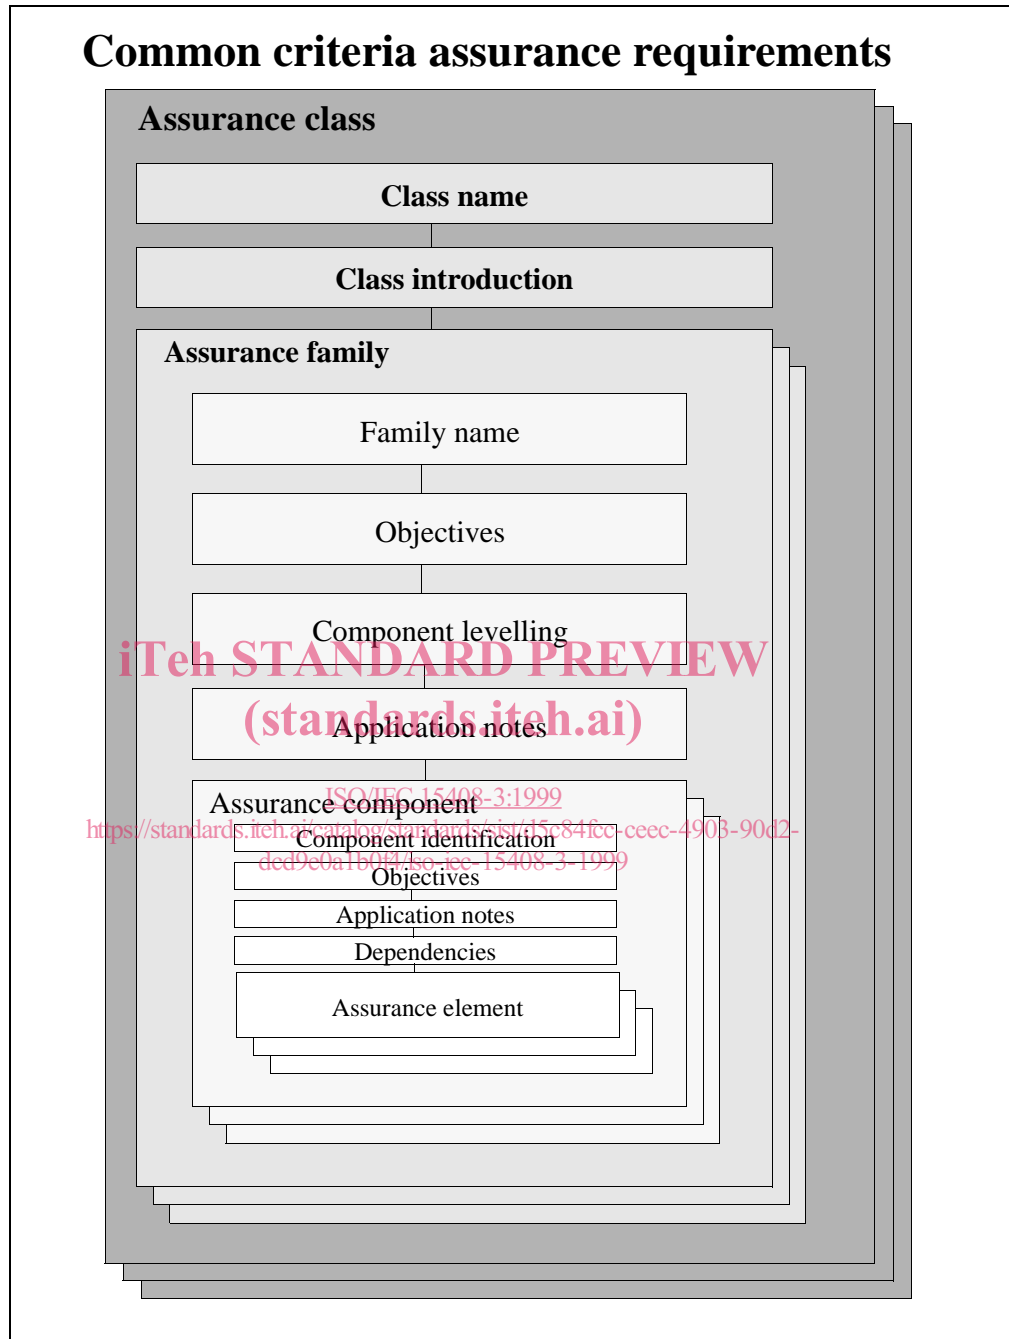 Common criteria assurance requirements
Assurance class
Class name
Class introduction
Assurance family
Family name
Objectives
Component levelling
iTeh STANDARD PREVIEW
(standards.iteh.ai)
Application notes
ISO/IEC 15408-3:1999
Assurance component
https://standards.iteh.ai/catalog/standards/sist/d5c84fcc-ceec-4903-90d2-
Component identification
dcd9c0a1b0f4/iso-iec-15408-3-1999
Objectives
Application notes
Dependencies
Assurance element